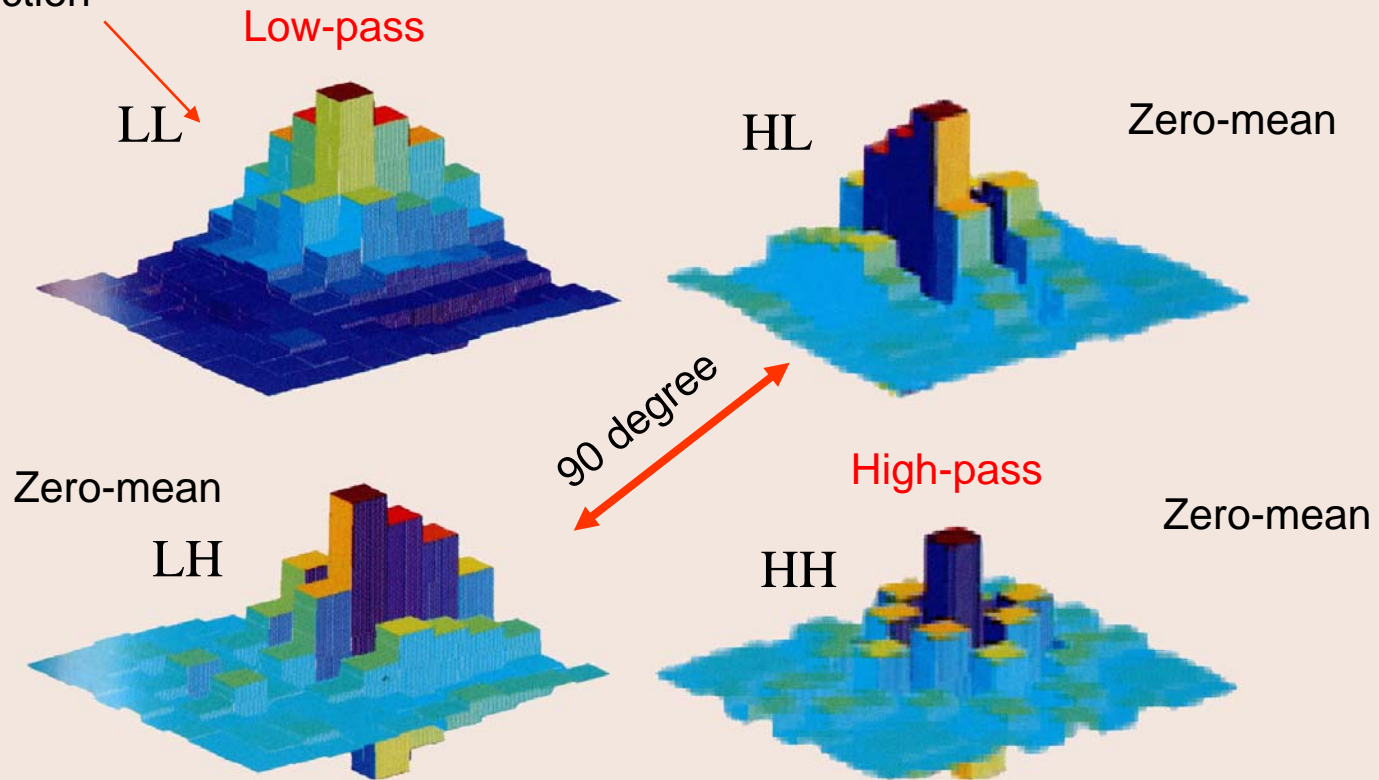 Low-pass
LL
HL
Zero-mean
90 degree
Zero-mean
LH
High-pass
HH
Zero-mean